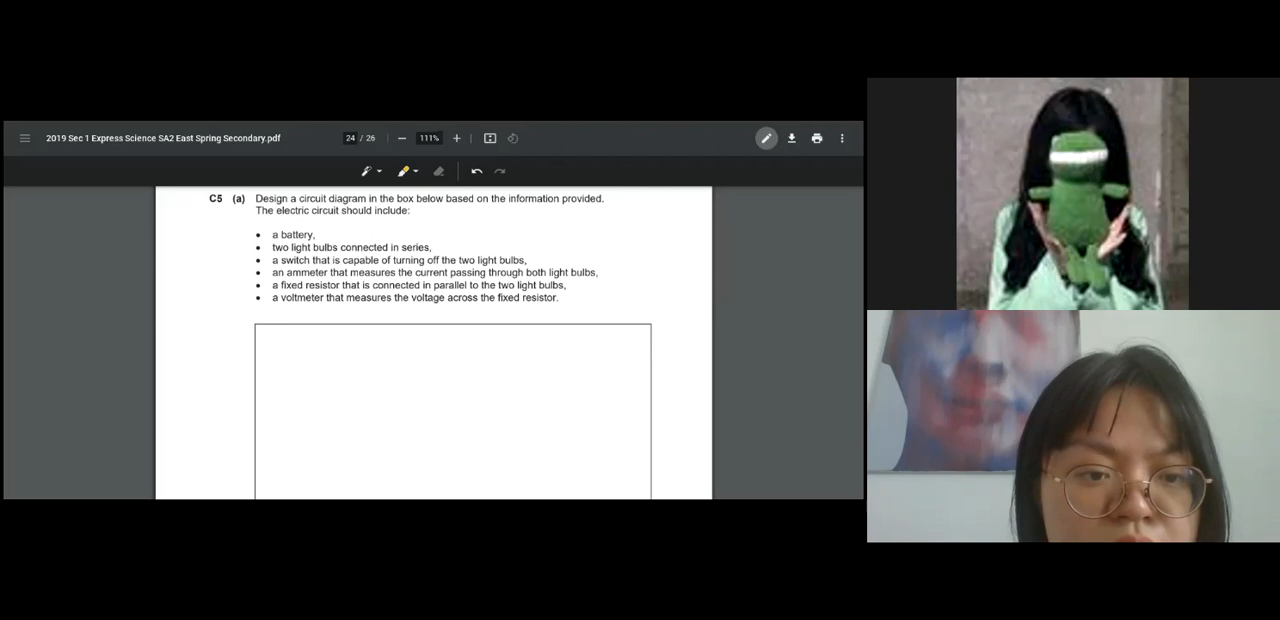 2019 Sec 1 Express Science SA2 East Spring Secondary.pdf
24 / 26
111%
C5 (a) Design a circuit diagram in the box below based on the information provided.
The electric circuit should include:
• a battery,
• two light bulbs connected in series,
• a switch that is capable of turning off the two light bulbs,
• an ammeter that measures the current passing through both light bulbs,
• a fixed resistor that is connected in parallel to the two light bulbs,
• a voltmeter that measures the voltage across the fixed resistor.